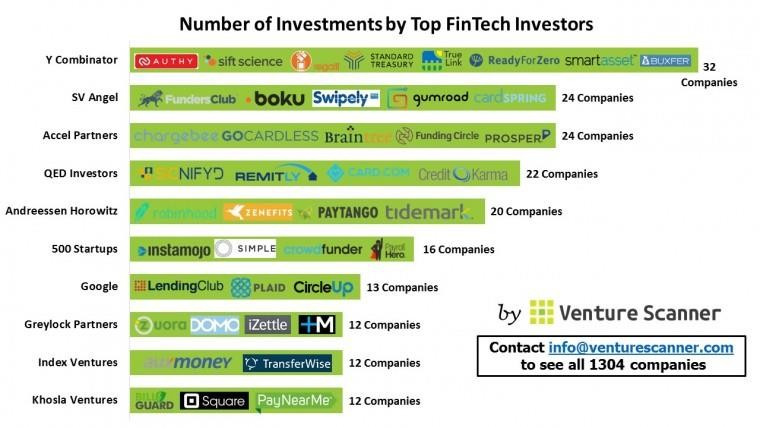 Number of Investments by Top FinTech Investors
Y Combinator
AUTHY
sift science
STANDARD TREASURY
True Link
ReadyForZero
smartasset
BUXFER
32 Companies
SV Angel
FundersClub
boku
Swipely
gumroad
cardSPRING
24 Companies
Accel Partners
chargebee
GOCARDLESS
Braintree
Funding Circle
PROSPER
24 Companies
QED Investors
SIGNIFYD
REMITLY
CARD.COM
Credit Karma
22 Companies
Andreessen Horowitz
robinhood
ZENEFITS
PAYTANGO
tidemark
20 Companies
500 Startups
instamojo
SIMPLE
crowdfunder
Payroll Hero.
16 Companies
Google
LendingClub
PLAID
CircleUp
13 Companies
Greylock Partners
zuora
DOMO
iZettle
+M
12 Companies
Index Ventures
auxmoney
TransferWise
12 Companies
Khosla Ventures
BILL GUARD
Square
PayNearMe
12 Companies
by Venture Scanner
Contact info@venturescanner.com
to see all 1304 companies